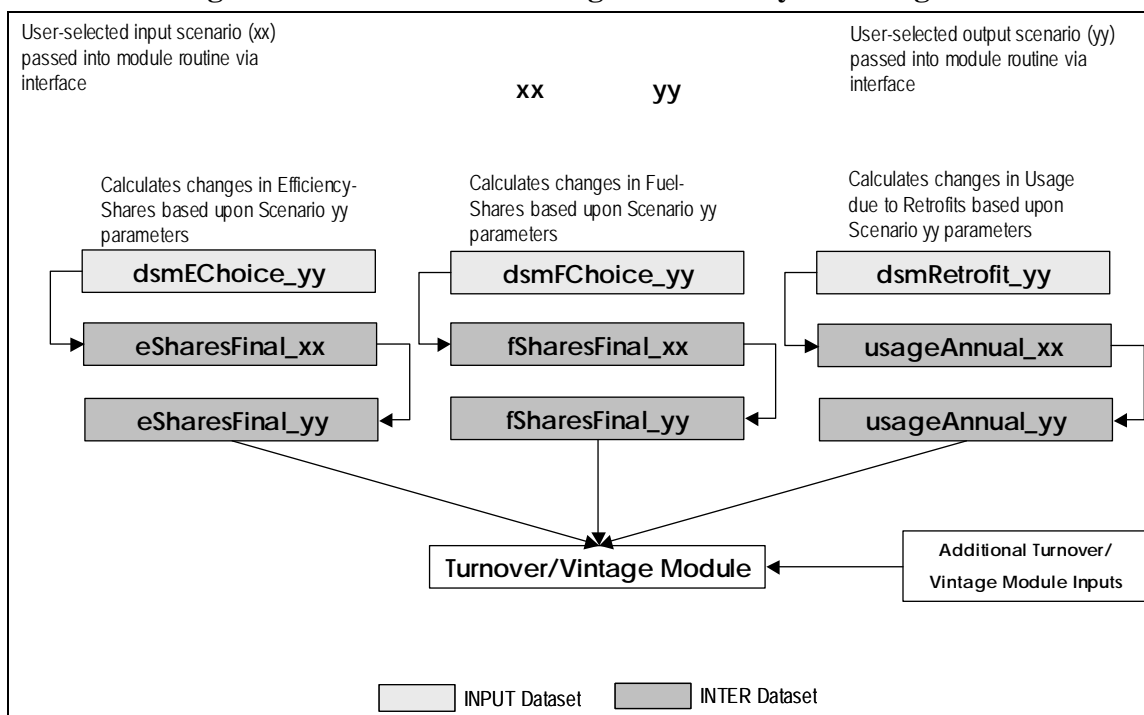 User-selected input scenario (xx)
passed into module routine via
interface
User-selected output scenario (yy)
passed into module routine via
interface
xx yy
Calculates changes in Efficiency-
Shares based upon Scenario yy
parameters
Calculates changes in Fuel-
Shares based upon Scenario yy
parameters
Calculates changes in Usage
due to Retrofits based upon
Scenario yy parameters
dsmEChoice_yy
dsmFChoice_yy
dsmRetrofit_yy
eSharesFinal_xx
fSharesFinal_xx
usageAnnual_xx
eSharesFinal_yy
fSharesFinal_yy
usageAnnual_yy
Turnover/Vintage Module
Additional Turnover/
Vintage Module Inputs
INPUT Dataset
INTER Dataset